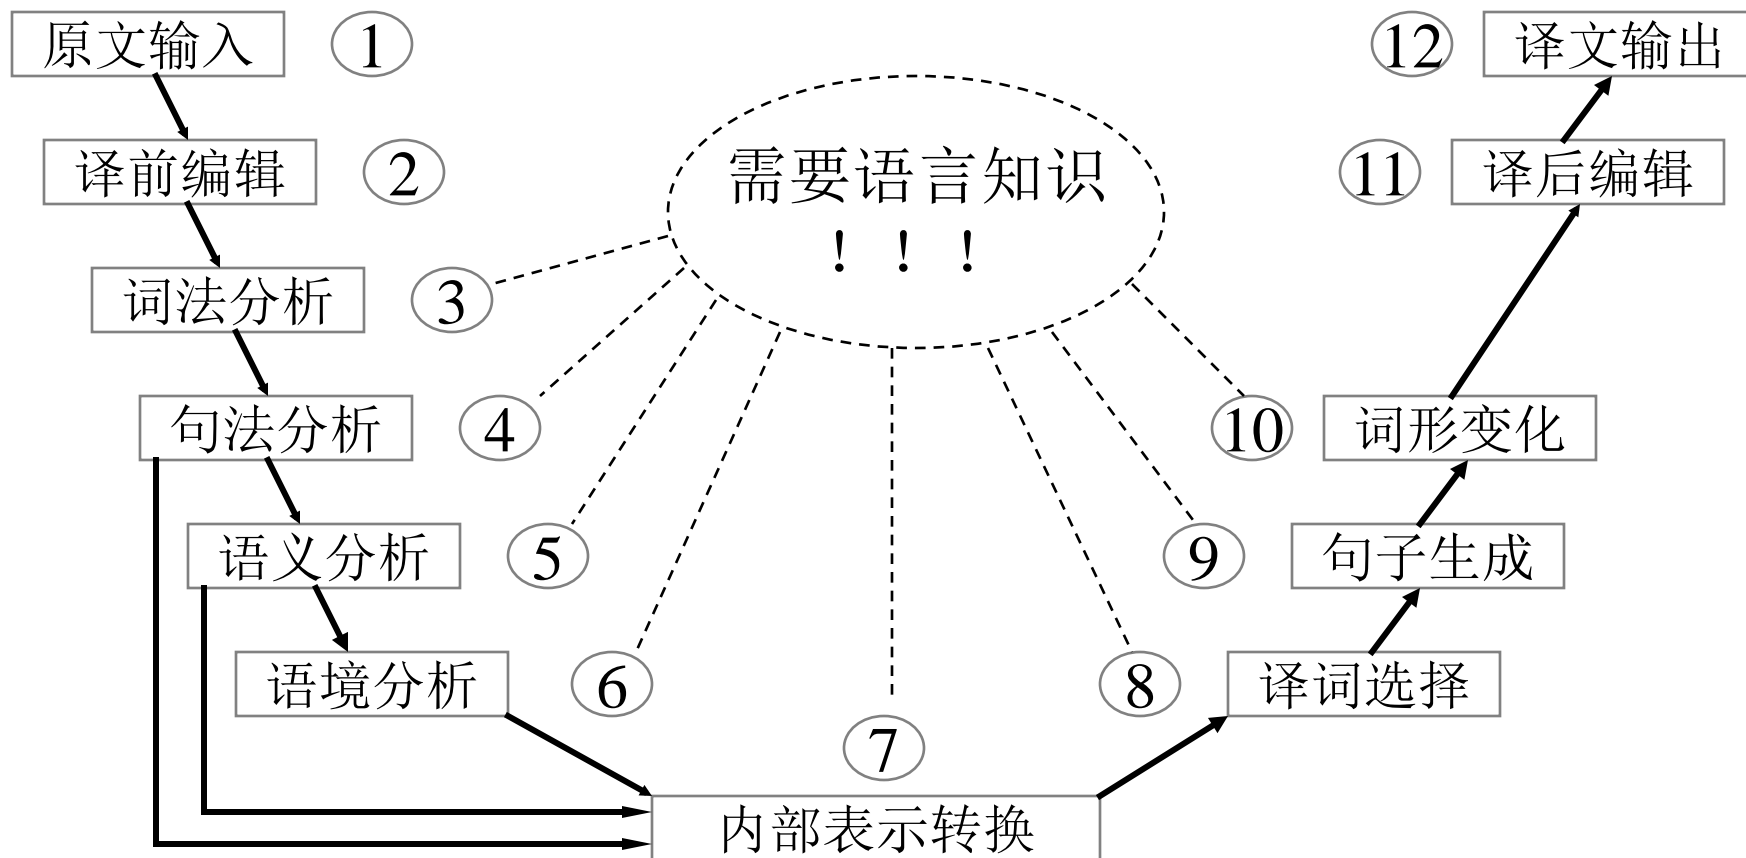 原文输入
1
译前编辑
2
词法分析
3
句法分析
4
语义分析
5
语境分析
6
需要语言知识
！！！
7
内部表示转换
8
译词选择
9
句子生成
10
词形变化
11
译后编辑
12
译文输出